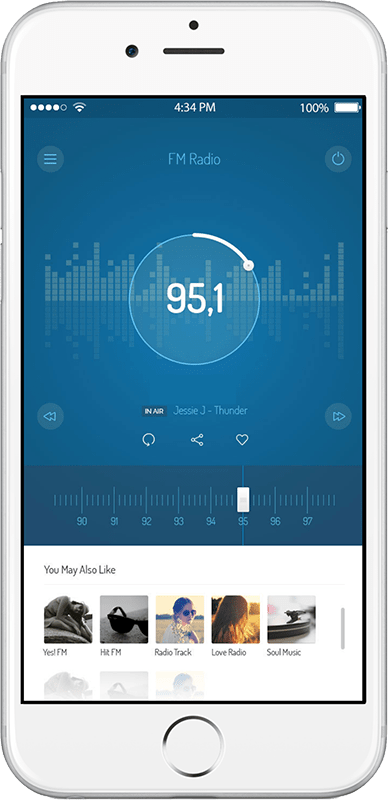 4:34 PM 100%
FM Radio
95,1
IN AIR Jessie J - Thunder
90 91 92 93 94 95 96 97
You May Also Like
Yes! FM Hit FM Radio Track Love Radio Soul Music